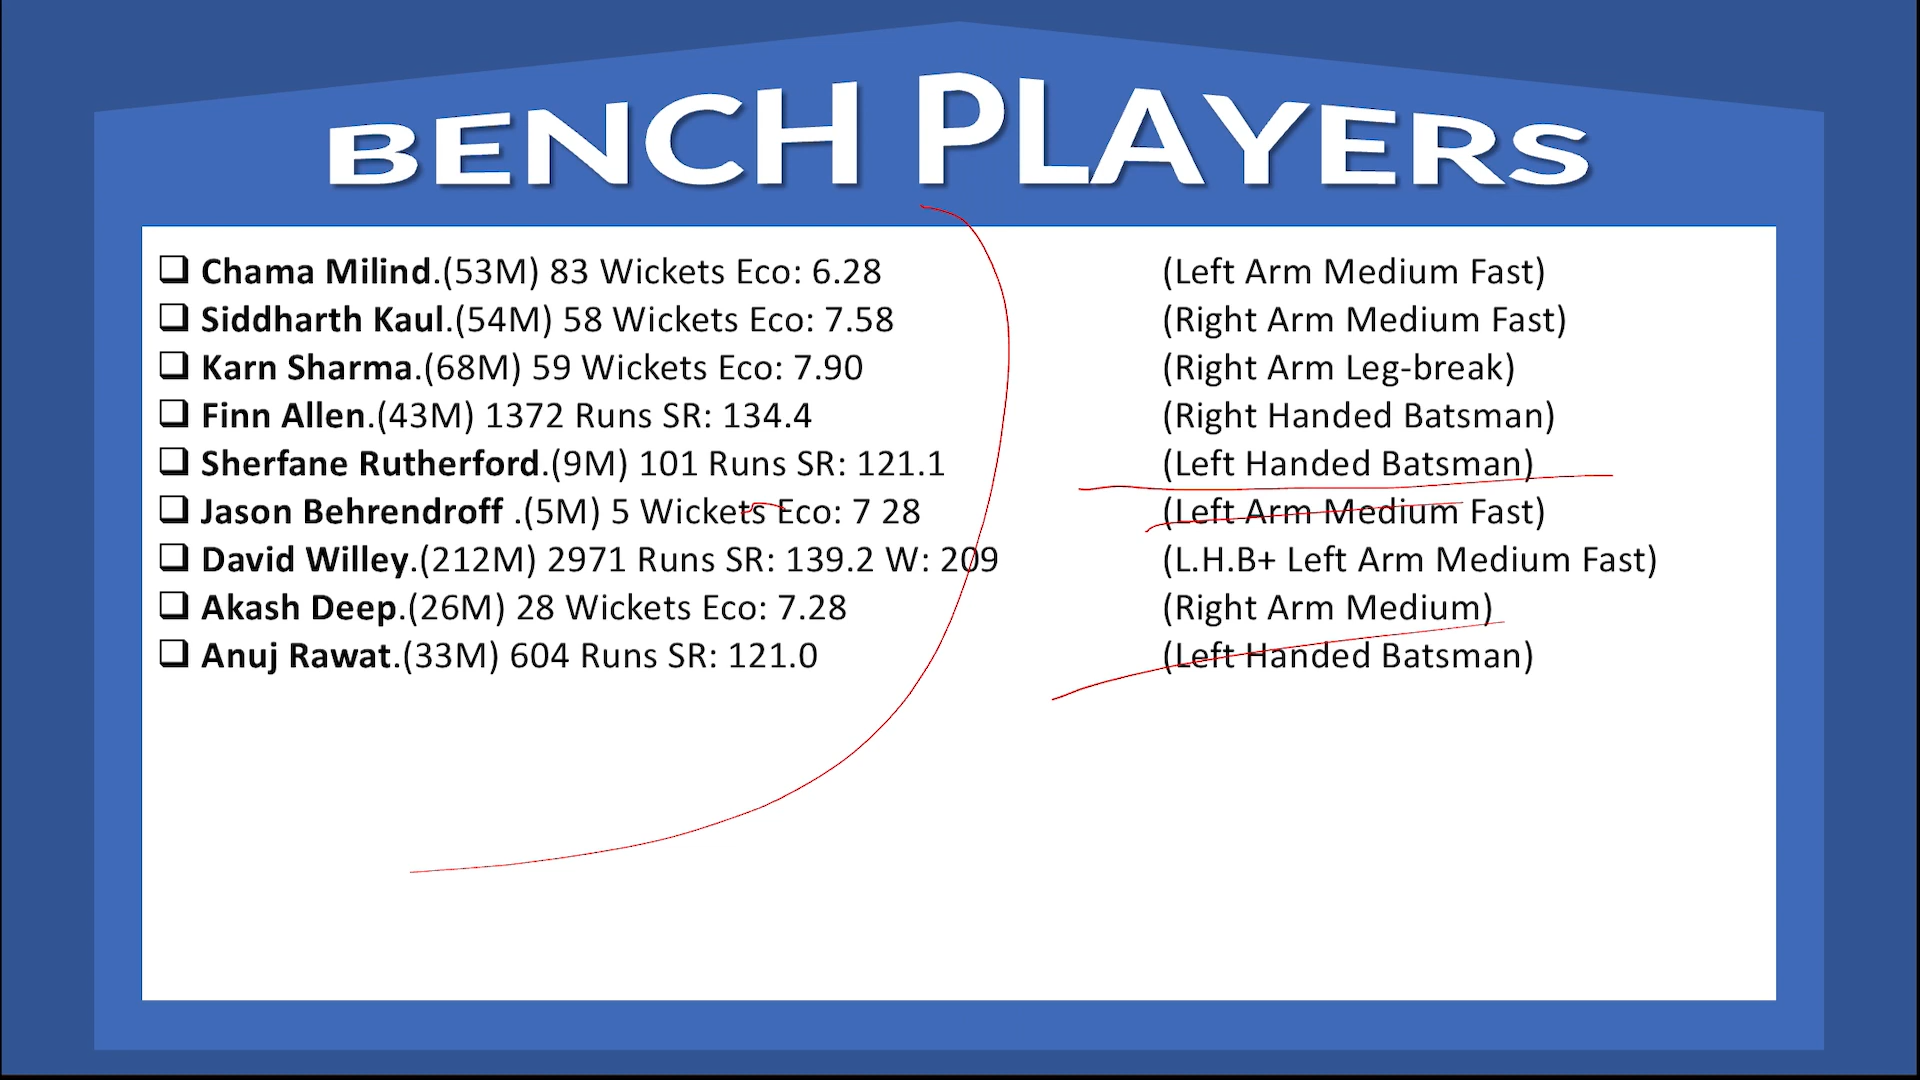 BENCH PLAYERS
Chama Milind.(53M) 83 Wickets Eco: 6.28 (Left Arm Medium Fast)
Siddharth Kaul.(54M) 58 Wickets Eco: 7.58 (Right Arm Medium Fast)
Karn Sharma.(68M) 59 Wickets Eco: 7.90 (Right Arm Leg-break)
Finn Allen.(43M) 1372 Runs SR: 134.4 (Right Handed Batsman)
Sherfane Rutherford.(9M) 101 Runs SR: 121.1 (Left Handed Batsman)
Jason Behrendroff .(5M) 5 Wickets Eco: 7 28 (Left Arm Medium Fast)
David Willey.(212M) 2971 Runs SR: 139.2 W: 209 (L.H.B+ Left Arm Medium Fast)
Akash Deep.(26M) 28 Wickets Eco: 7.28 (Right Arm Medium)
Anuj Rawat.(33M) 604 Runs SR: 121.0 (Left Handed Batsman)